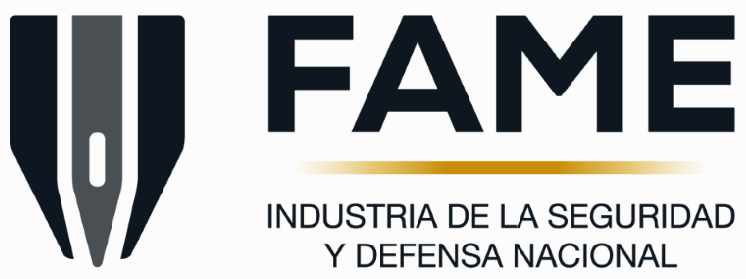 FAME
INDUSTRIA DE LA SEGURIDAD
Y DEFENSA NACIONAL